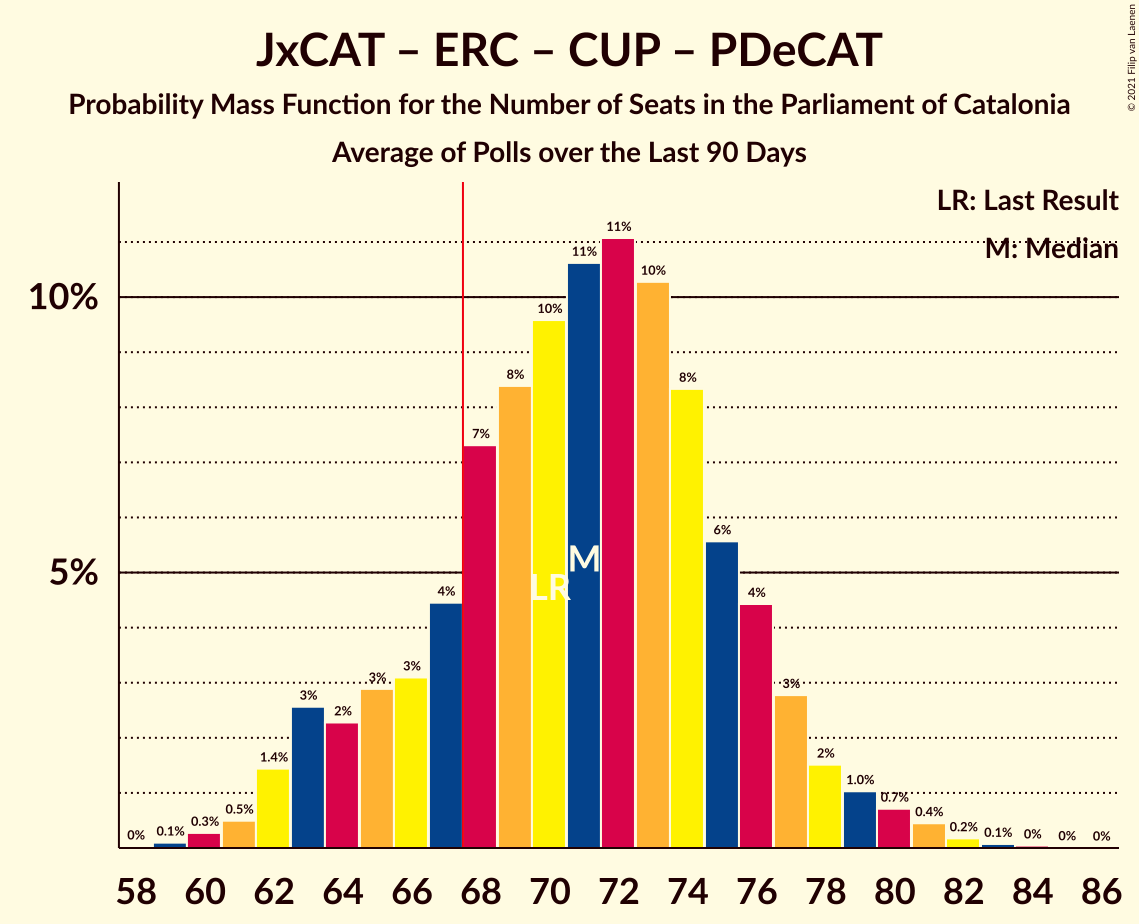 JxCAT – ERC – CUP – PDeCAT
Probability Mass Function for the Number of Seats in the Parliament of Catalonia
Average of Polls over the Last 90 Days
© 2021 Filip van Laenen
LR: Last Result
M: Median
10%
5%
0% 0.1% 0.3% 0.5% 1.4% 3% 2% 3% 3% 4% 7% 8% 10% 11% 11% 10% 8% 6% 4% 3% 2% 1.0% 0.7% 0.4% 0.2% 0.1% 0% 0% 0%
M
LR
58 60 62 64 66 68 70 72 74 76 78 80 82 84 86